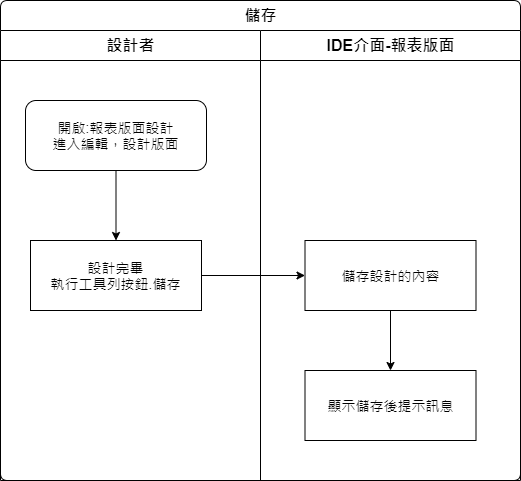 儲存
設計者
IDE介面-報表版面
開啟:報表版面設計
進入編輯，設計版面
設計完畢
執行工具列按鈕.儲存
儲存設計的內容
顯示儲存後提示訊息